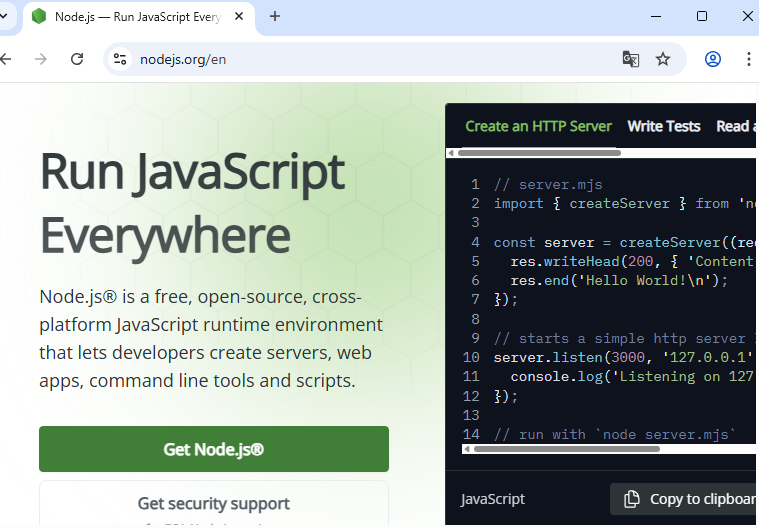 Node.js — Run JavaScript Every
nodejs.org/en
Run JavaScript
Everywhere
Node.js® is a free, open-source, cross-
platform JavaScript runtime environment
that lets developers create servers, web
apps, command line tools and scripts.
Get Node.js®
Get security support
Create an HTTP Server Write Tests Read a
1 // server.mjs
2 import { createServer } from 'n
3
4 const server = createServer((re
5 res.writeHead(200, { 'Content
6 res.end('Hello World!\n');
7 });
8
9 // starts a simple http server
10 server.listen(3000, '127.0.0.1'
11 console.log('Listening on 127
12 });
13
14 // run with `node server.mjs`
JavaScript Copy to clipboar